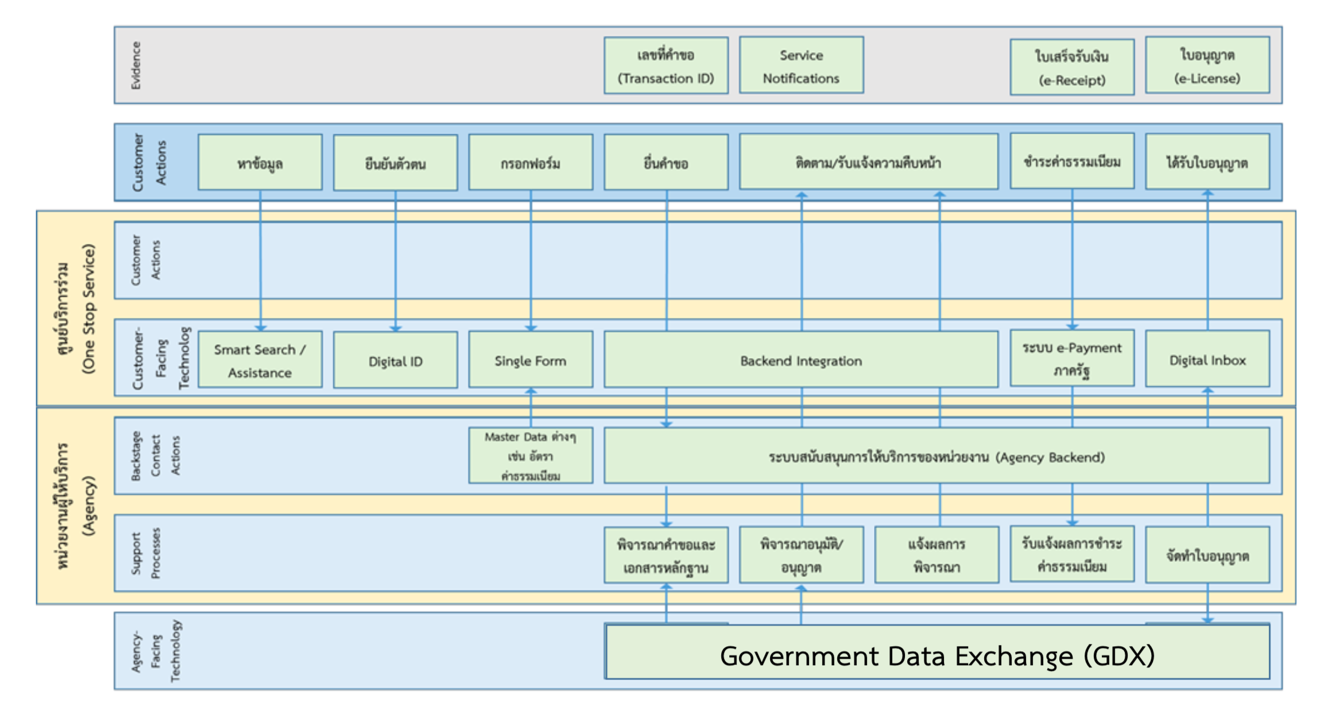 Evidence
เลขที่คำขอ
(Transaction ID)
Service
Notifications
ใบเสร็จรับเงิน
(e-Receipt)
ใบอนุญาต
(e-License)
Customer
Actions
หาข้อมูล
ยืนยันตัวตน
กรอกฟอร์ม
ยื่นคำขอ
ติดตาม/รับแจ้งความคืบหน้า
ชำระค่าธรรมเนียม
ได้รับใบอนุญาต
ศูนย์บริการร่วม
(One Stop Service)
Customer
Actions
Customer-
Facing
Technolog
Smart Search /
Assistance
Digital ID
Single Form
Backend Integration
ระบบ e-Payment
ภาครัฐ
Digital Inbox
หน่วยงานผู้ให้บริการ
(Agency)
Backstage
Contact
Actions
Master Data ต่างๆ
เช่น อัตรา
ค่าธรรมเนียม
ระบบสนับสนุนการให้บริการของหน่วยงาน (Agency Backend)
Support
Processes
พิจารณาคำขอและ
เอกสารหลักฐาน
พิจารณาอนุมัติ/
อนุญาต
แจ้งผลการ
พิจารณา
รับแจ้งผลการชำระ
ค่าธรรมเนียม
จัดทำใบอนุญาต
Agency-
Facing
Technology
Government Data Exchange (GDX)